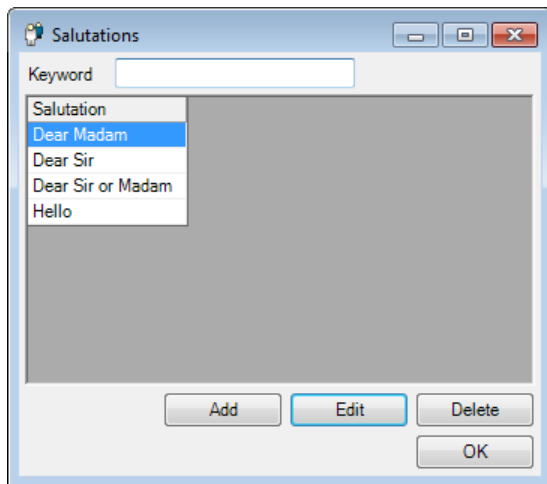 Salutations
Keyword
Salutation
Dear Madam
Dear Sir
Dear Sir or Madam
Hello
Add Edit Delete
OK